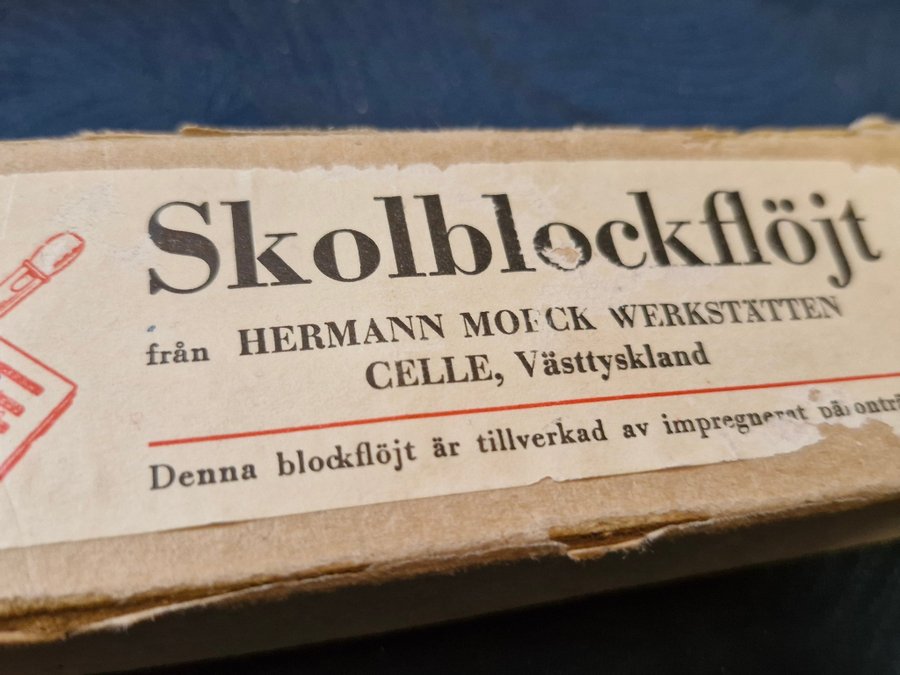 Skolblockflöjt
från HERMANN MOECK WERKSTÄTTEN
CELLE, Västtyskland
Denna blockflöjt är tillverkad av impregnerat